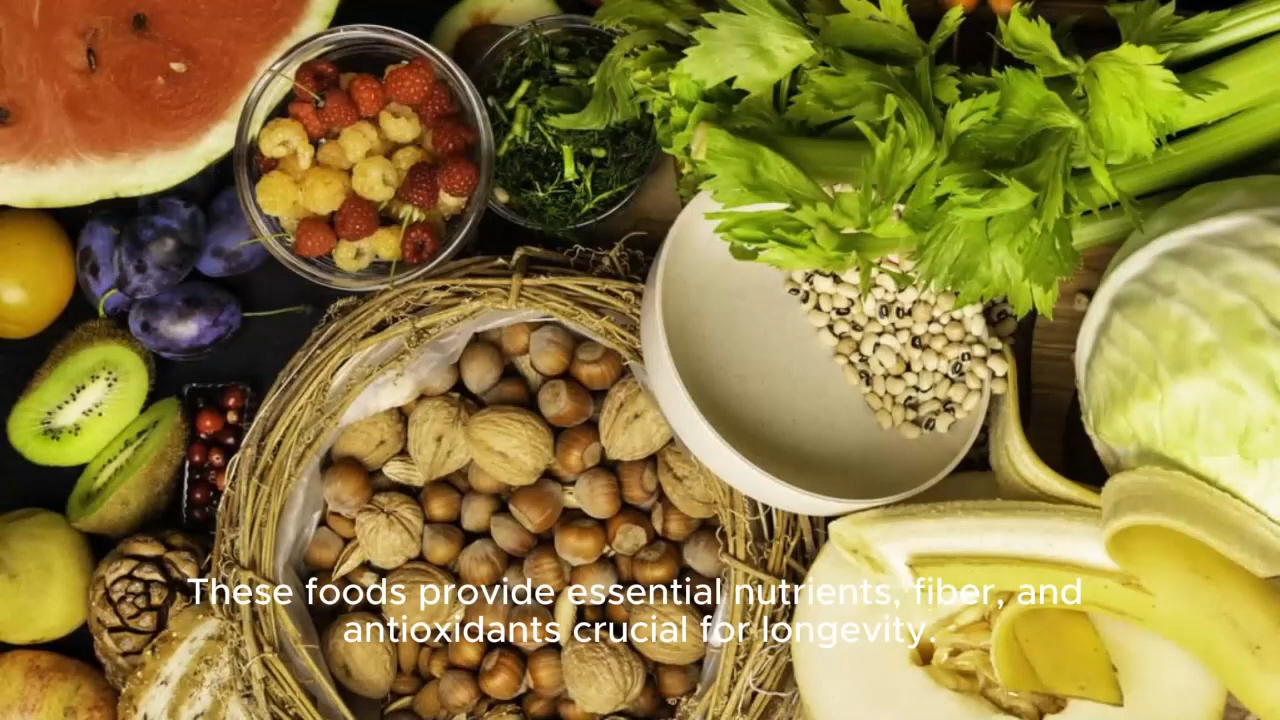 These foods provide essential nutrients, fiber, and
antioxidants crucial for longevity.